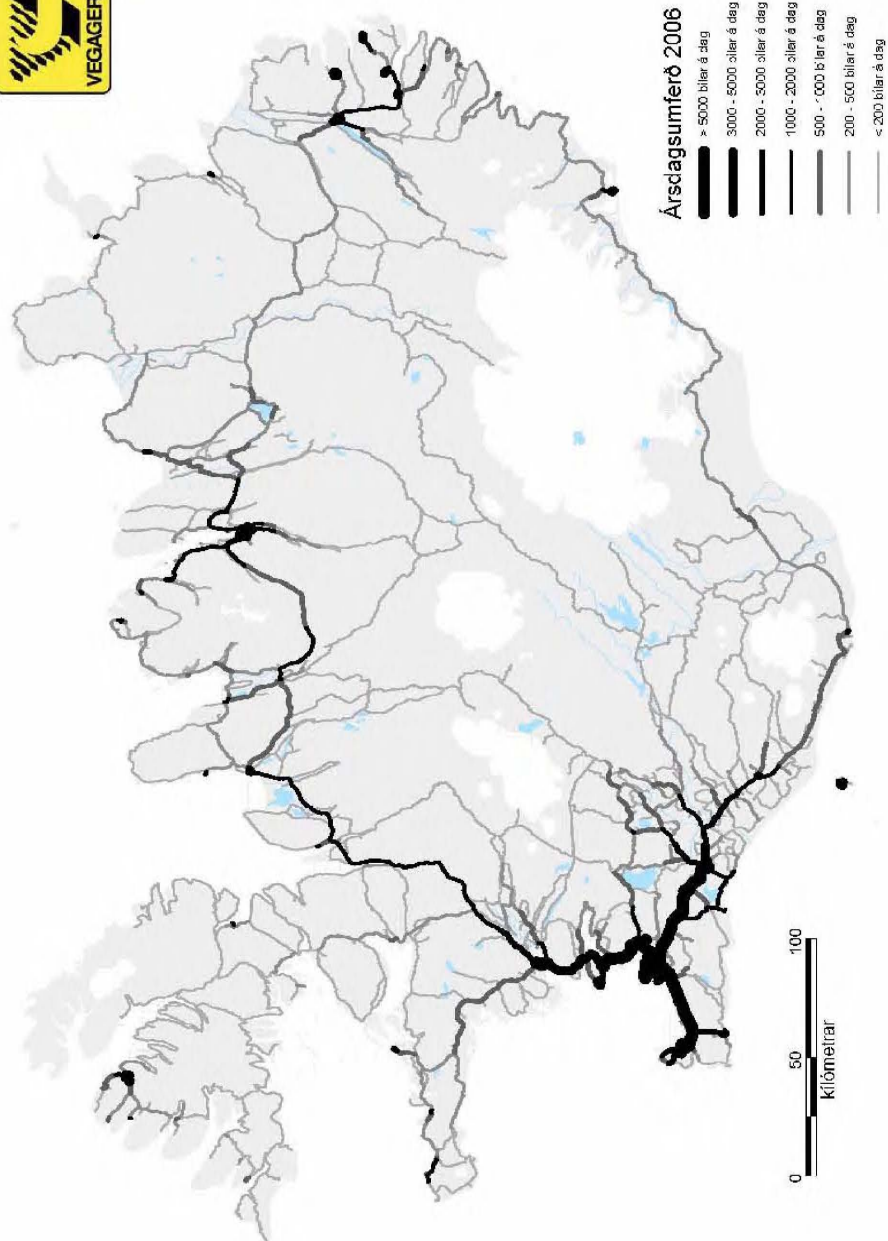 VEGAGER
Ársdagsumferð 2006
> 5000 bílar á dag
3000 - 5000 bílar á dag
2000 - 3000 bílar á dag
1000 - 2000 bílar á dag
500 - 1000 bílar á dag
200 - 500 bílar á dag
< 200 bílar á dag
0 50 100
kílómetrar